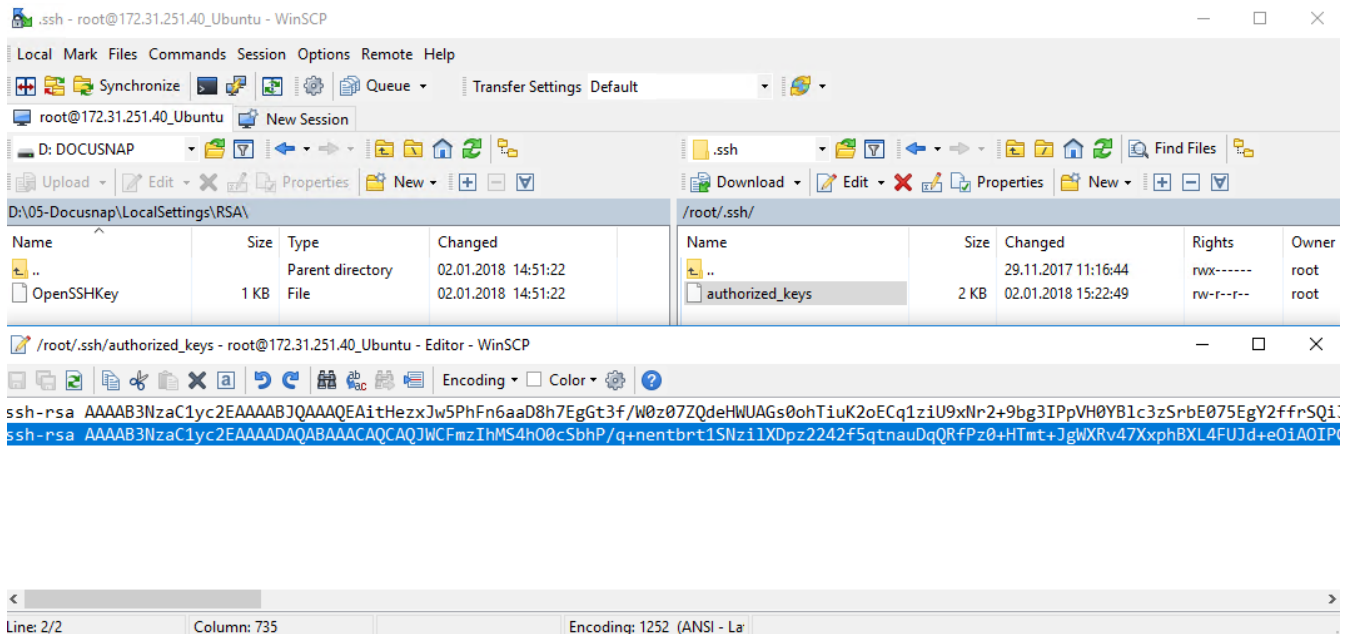 .ssh - root@172.31.251.40_Ubuntu - WinSCP
Local Mark Files Commands Session Options Remote Help
Synchronize Queue Transfer Settings Default
root@172.31.251.40_Ubuntu New Session
D: DOCUSNAP .ssh Find Files
Upload Edit Properties New Download Edit Properties New
D:\05-Docusnap\LocalSettings\RSA\ /root/.ssh/
Name Size Type Changed Name Size Changed Rights Owner
.. Parent directory 02.01.2018 14:51:22 .. 29.11.2017 11:16:44 rwx------ root
OpenSSHKey 1 KB File 02.01.2018 14:51:22 authorized_keys 2 KB 02.01.2018 15:22:49 rw-r--r-- root
/root/.ssh/authorized_keys - root@172.31.251.40_Ubuntu - Editor - WinSCP
Encoding Color
ssh-rsa AAAAB3NzaC1yc2EAAAABJQAAAQEAitHezxJw5PhFn6aaD8h7EgGt3f/W0z07ZQdeHWUAGs0ohTiuK2oECq1ziU9xNr2+9bg3IPpVH0YBlc3zSrbE075EgY2ffrSQi
ssh-rsa AAAAB3NzaC1yc2EAAAADAQABAAACAQCAQJWCFmzIhMS4hO0cSbhP/q+nentbrt1SNzilXDpz2242f5qtnauDqQRfPz0+HTmt+JgWXRv47XxphBXL4FUJd+eOiAOIP
Line: 2/2 Column: 735 Encoding: 1252 (ANSI - La